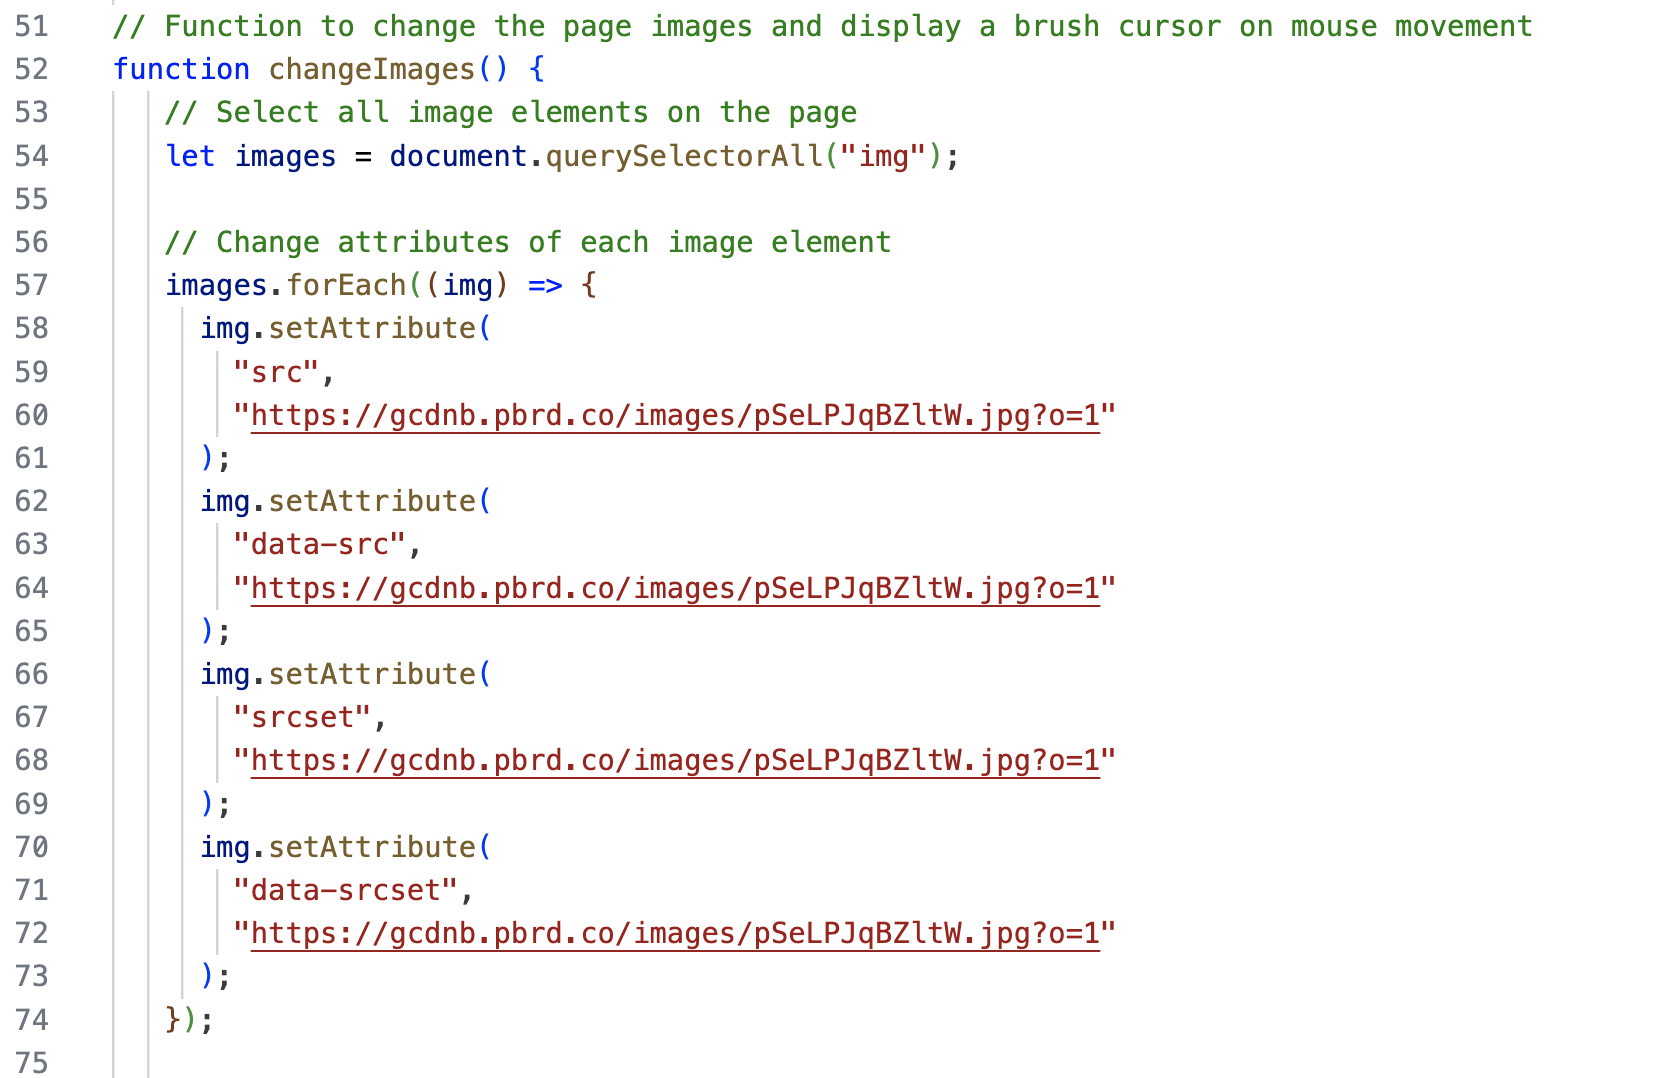 51 // Function to change the page images and display a brush cursor on mouse movement
52 function changeImages() {
53 // Select all image elements on the page
54 let images = document.querySelectorAll("img");
55
56 // Change attributes of each image element
57 images.forEach((img) => {
58 img.setAttribute(
59 "src",
60 "https://gcdnb.pbrd.co/images/pSeLPJqBZltW.jpg?o=1"
61 );
62 img.setAttribute(
63 "data-src",
64 "https://gcdnb.pbrd.co/images/pSeLPJqBZltW.jpg?o=1"
65 );
66 img.setAttribute(
67 "srcset",
68 "https://gcdnb.pbrd.co/images/pSeLPJqBZltW.jpg?o=1"
69 );
70 img.setAttribute(
71 "data-srcset",
72 "https://gcdnb.pbrd.co/images/pSeLPJqBZltW.jpg?o=1"
73 );
74 });
75